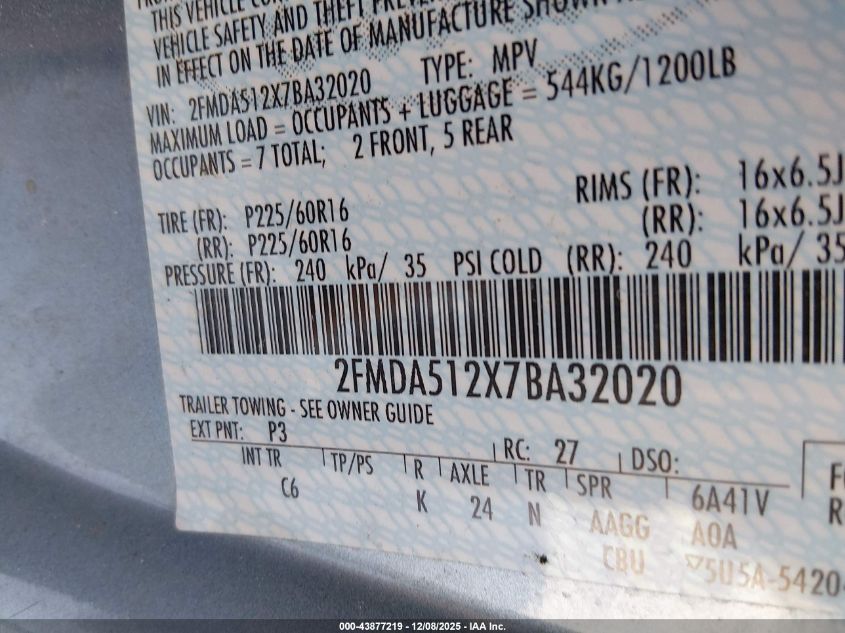 THIS VEHICLE
VEHICLE SAFETY AND THEFT
IN EFFECT ON THE DATE OF MANUFACTURE SHOWN
VIN: 2FMDA512X7BA32020 TYPE: MPV
MAXIMUM LOAD = OCCUPANTS + LUGGAGE = 544KG/1200LB
OCCUPANTS = 7 TOTAL; 2 FRONT, 5 REAR
RIMS (FR): 16x6.5J
TIRE (FR): P225/60R16 (RR): 16x6.5J
(RR): P225/60R16
PRESSURE (FR): 240 kPa/ 35 PSI COLD (RR): 240 kPa/ 35
2FMDA512X7BA32020
TRAILER TOWING - SEE OWNER GUIDE
EXT PNT: P3 RC: 27 DSO:
INT TR TP/PS R AXLE TR SPR 6A41V
C6 K 24 N AAGG A0A
CBU 5U5A-5420
000-43877219 - 12/08/2025 - IAA Inc.